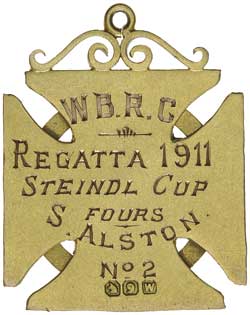 W.B.R.C
REGATTA 1911
STEINDL CUP
S FOURS
ALSTON
No 2